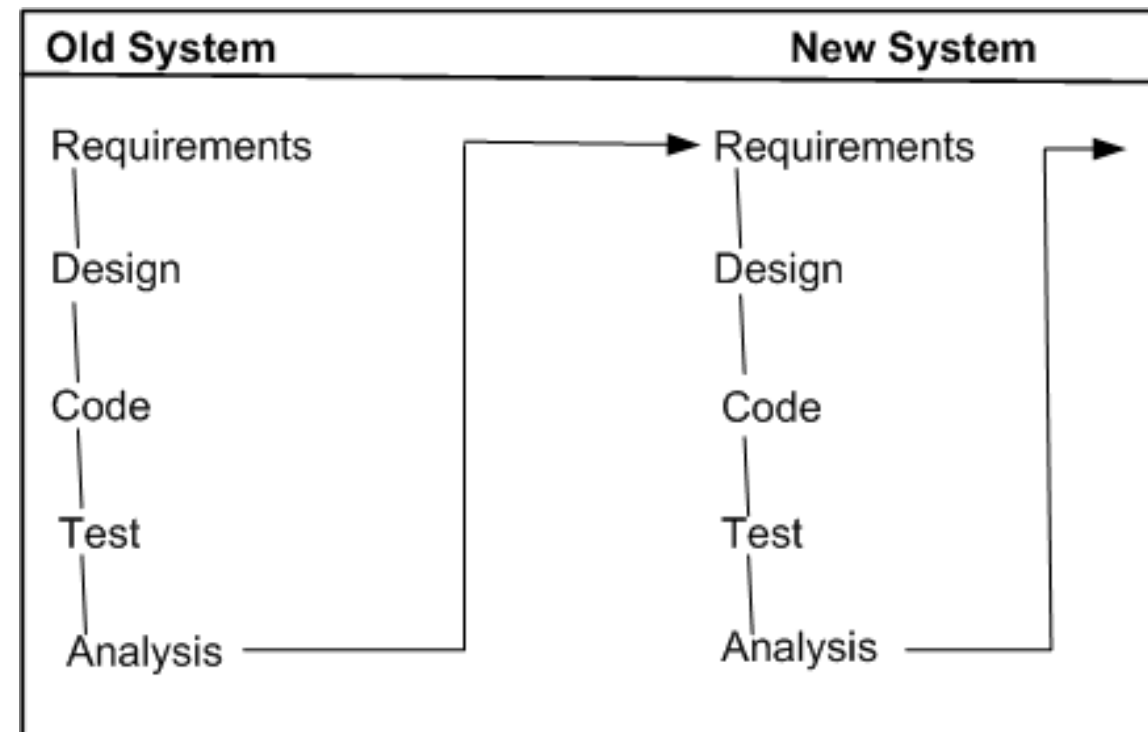 Old System
New System
Requirements
Design
Code
Test
Analysis
Requirements
Design
Code
Test
Analysis